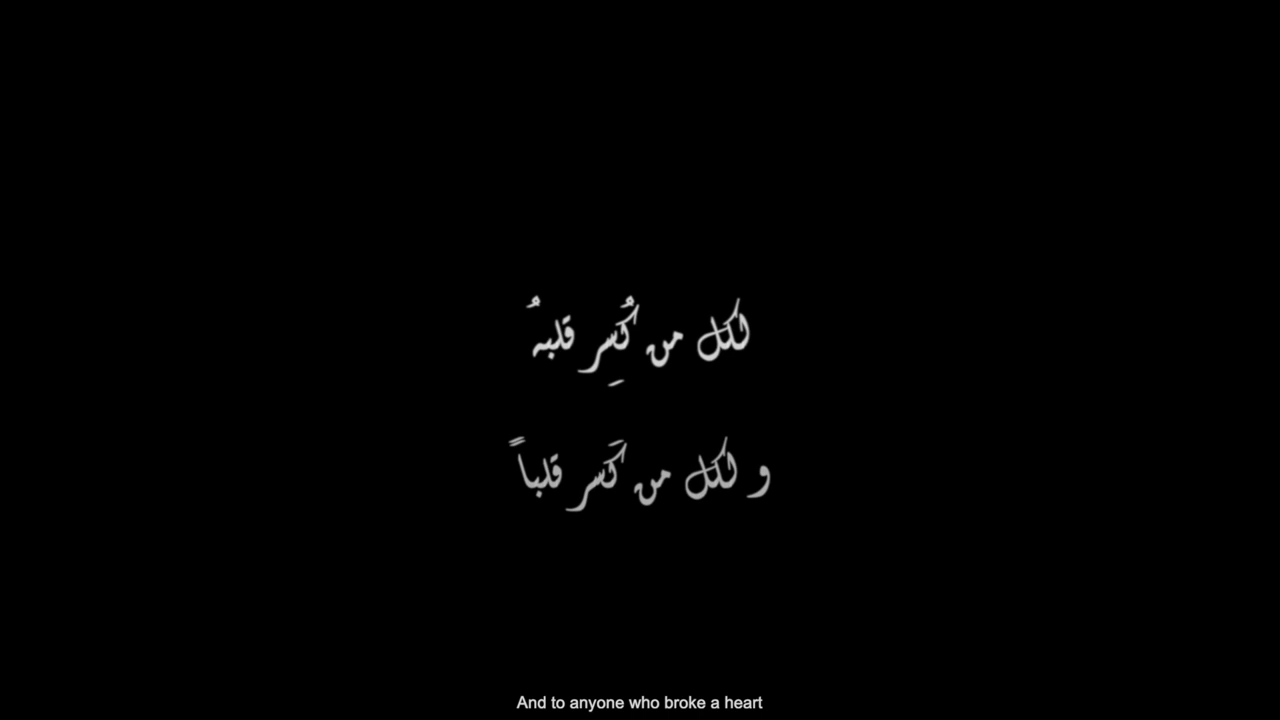 لكل من كُسِر قلبهُ
و لكل من كَسر قلباً
And to anyone who broke a heart